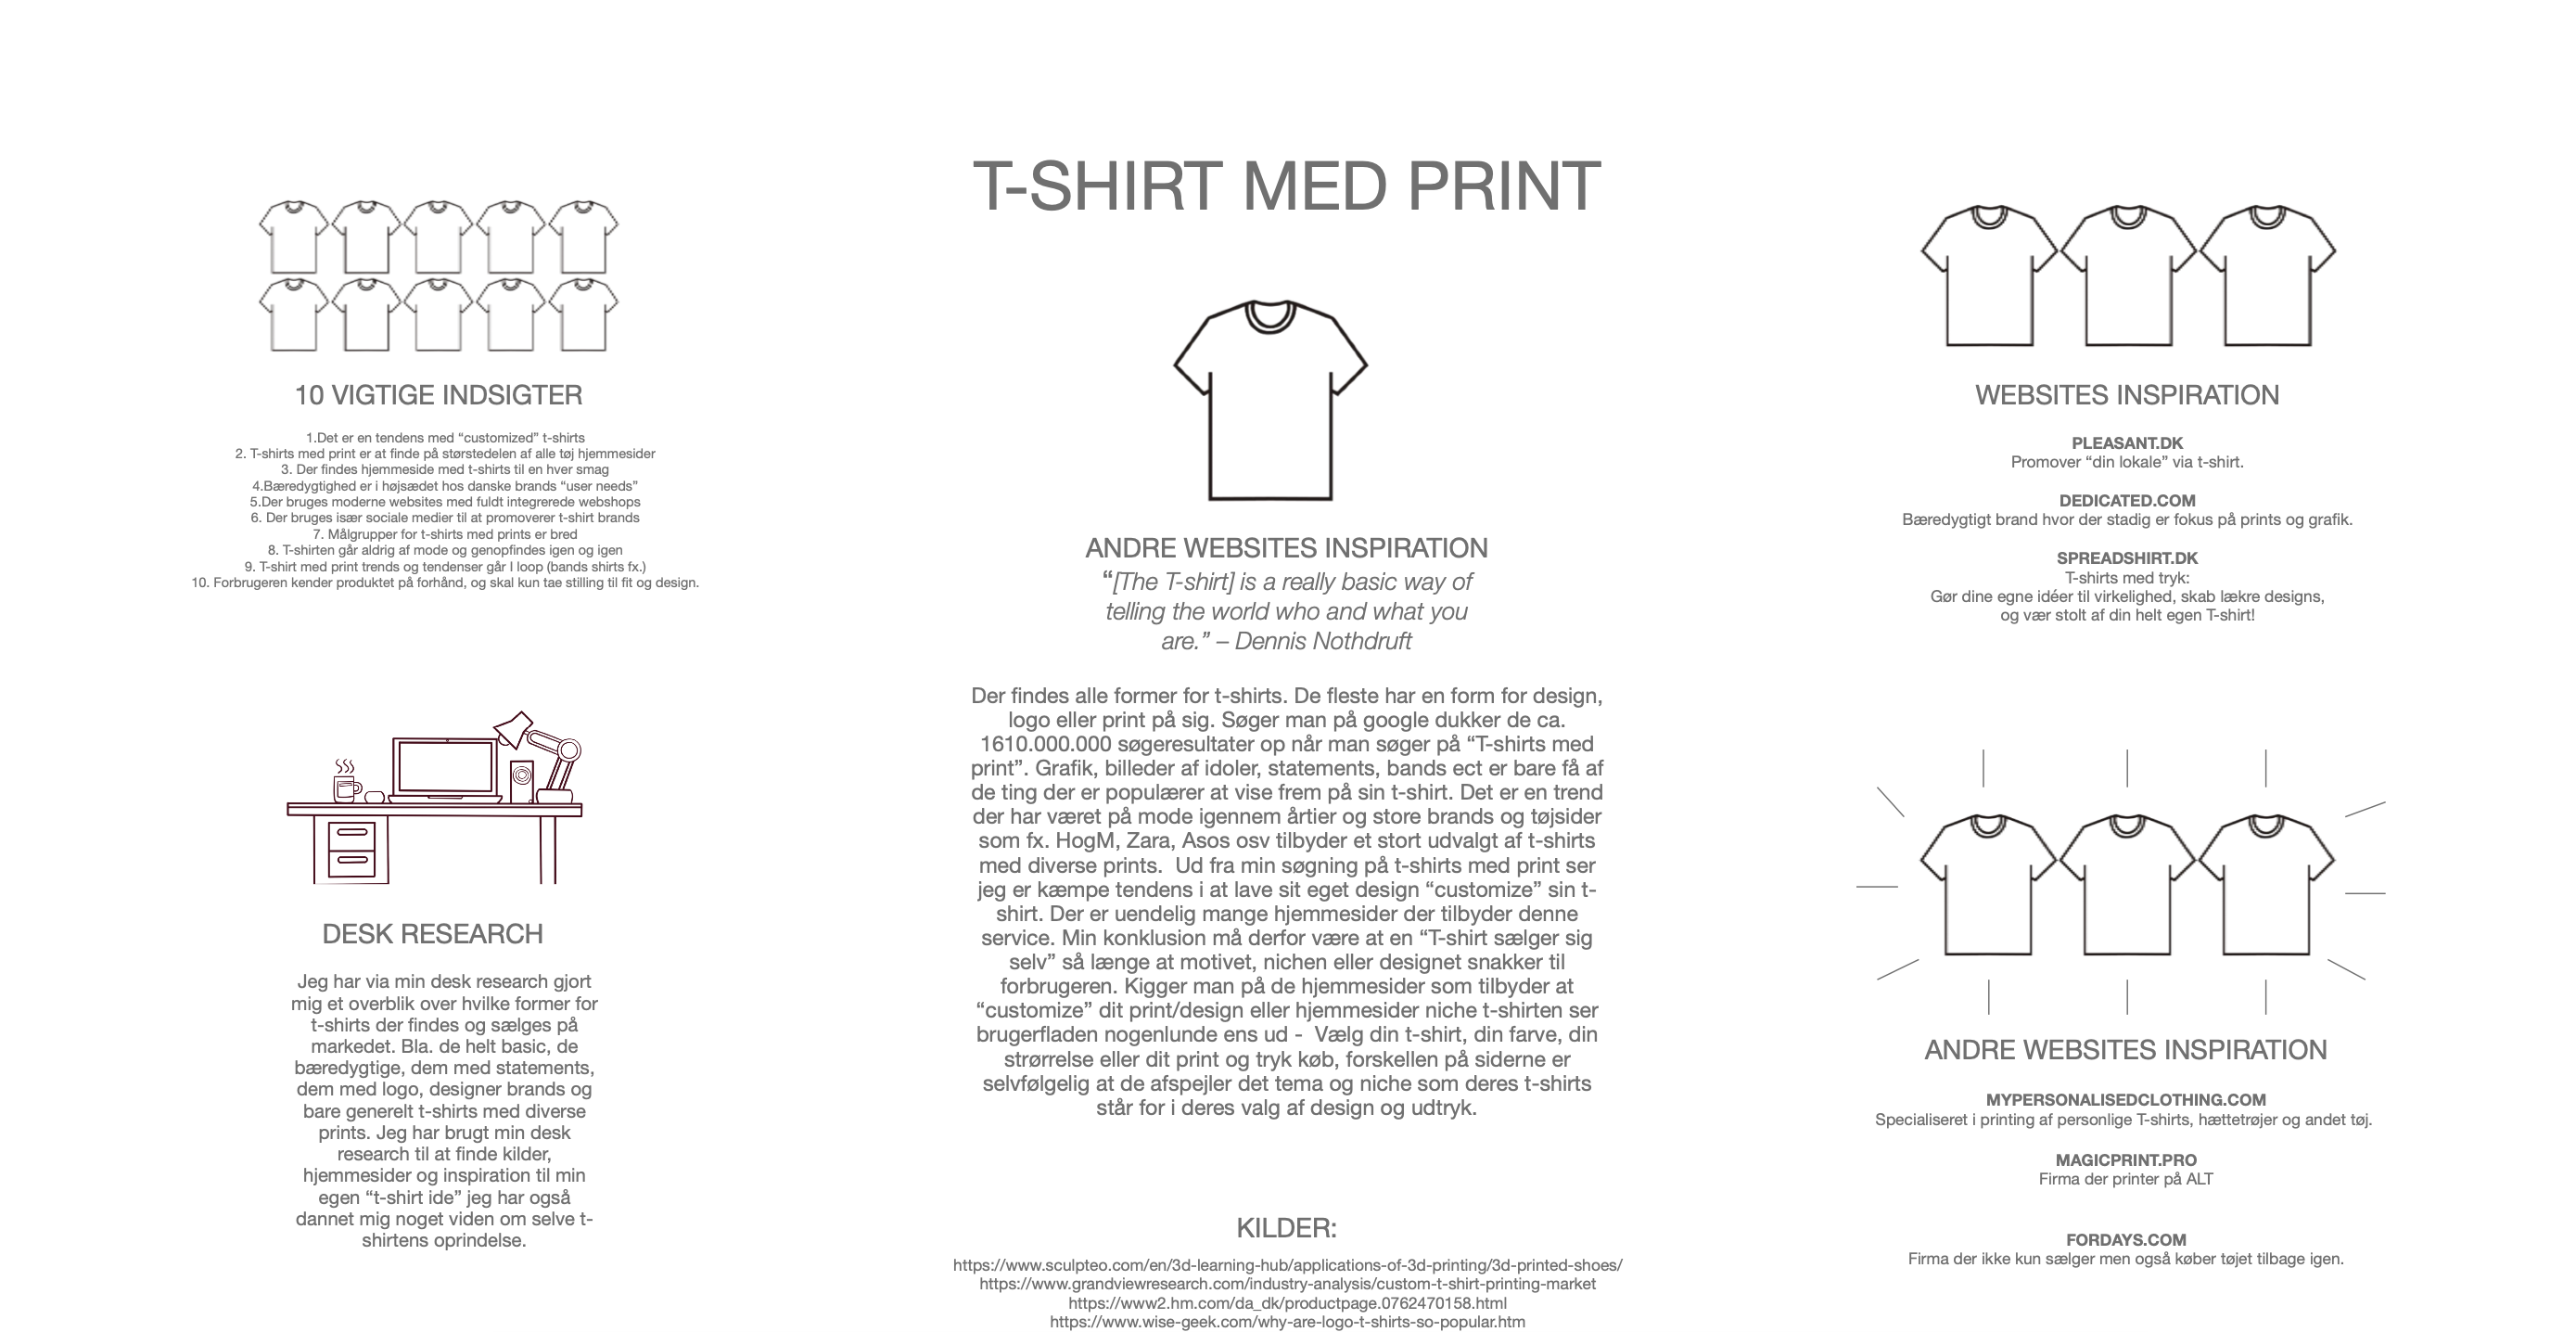 T-SHIRT MED PRINT
10 VIGTIGE INDSIGTER
1.Det er en tendens med “customized” t-shirts
2. T-shirts med print er at finde på størstedelen af alle tøj hjemmesider
3. Der findes hjemmeside med t-shirts til en hver smag
4.Bæredygtighed er i højsædet hos danske brands “user needs”
5.Der bruges moderne websites med fuldt integrerede webshops
6. Der bruges især sociale medier til at promoverer t-shirt brands
7. Målgrupper for t-shirts med prints er bred
8. T-shirten går aldrig af mode og genopfindes igen og igen
9. T-shirt med print trends og tendenser går I loop (bands shirts fx.)
10. Forbrugeren kender produktet på forhånd, og skal kun tae stilling til fit og design.
DESK RESEARCH
Jeg har via min desk research gjort
mig et overblik over hvilke former for
t-shirts der findes og sælges på
markedet. Bla. de helt basic, de
bæredygtige, dem med statements,
dem med logo, designer brands og
bare generelt t-shirts med diverse
prints. Jeg har brugt min desk
research til at finde kilder,
hjemmesider og inspiration til min
egen “t-shirt ide” jeg har også
dannet mig noget viden om selve t-
shirtens oprindelse.
ANDRE WEBSITES INSPIRATION
“[The T-shirt] is a really basic way of
telling the world who and what you
are.” – Dennis Nothdruft
Der findes alle former for t-shirts. De fleste har en form for design,
logo eller print på sig. Søger man på google dukker de ca.
1610.000.000 søgeresultater op når man søger på “T-shirts med
print”. Grafik, billeder af idoler, statements, bands ect er bare få af
de ting der er populærer at vise frem på sin t-shirt. Det er en trend
der har været på mode igennem årtier og store brands og tøjsider
som fx. HogM, Zara, Asos osv tilbyder et stort udvalgt af t-shirts
med diverse prints.  Ud fra min søgning på t-shirts med print ser
jeg er kæmpe tendens i at lave sit eget design “customize” sin t-
shirt. Der er uendelig mange hjemmesider der tilbyder denne
service. Min konklusion må derfor være at en “T-shirt sælger sig
selv” så længe at motivet, nichen eller designet snakker til
forbrugeren. Kigger man på de hjemmesider som tilbyder at
“customize” dit print/design eller hjemmesider niche t-shirten ser
brugerfladen nogenlunde ens ud -  Vælg din t-shirt, din farve, din
strørrelse eller dit print og tryk køb, forskellen på siderne er
selvfølgelig at de afspejler det tema og niche som deres t-shirts
står for i deres valg af design og udtryk.
KILDER:
https://www.sculpteo.com/en/3d-learning-hub/applications-of-3d-printing/3d-printed-shoes/
https://www.grandviewresearch.com/industry-analysis/custom-t-shirt-printing-market
https://www2.hm.com/da_dk/productpage.0762470158.html
https://www.wise-geek.com/why-are-logo-t-shirts-so-popular.htm
WEBSITES INSPIRATION
PLEASANT.DK
Promover “din lokale” via t-shirt.
DEDICATED.COM
Bæredygtigt brand hvor der stadig er fokus på prints og grafik.
SPREADSHIRT.DK
T-shirts med tryk:
Gør dine egne idéer til virkelighed, skab lækre designs,
og vær stolt af din helt egen T-shirt!
ANDRE WEBSITES INSPIRATION
MYPERSONALISEDCLOTHING.COM
Specialiseret i printing af personlige T-shirts, hættetrøjer og andet tøj.
MAGICPRINT.PRO
Firma der printer på ALT
FORDAYS.COM
Firma der ikke kun sælger men også køber tøjet tilbage igen.